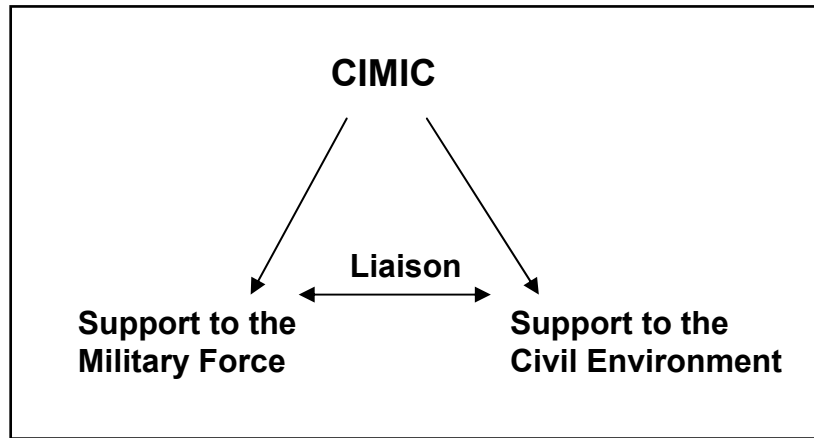 CIMIC
Liaison
Support to the
Military Force
Support to the
Civil Environment